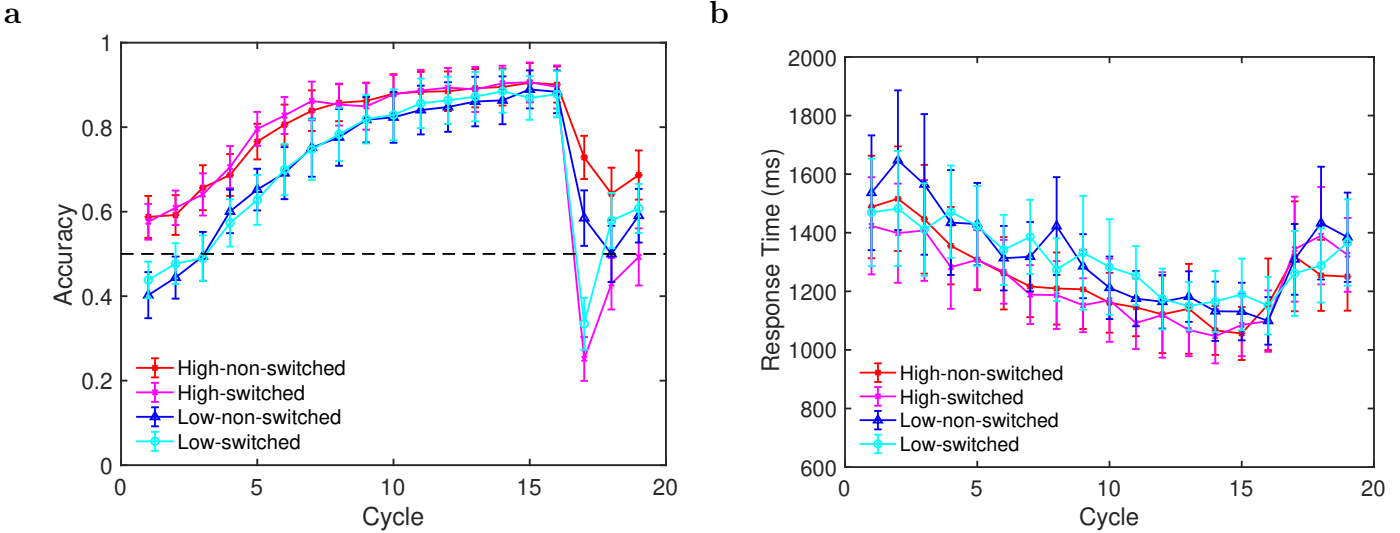 a
Accuracy
1
0.8
0.6
0.4
0.2
0
High-non-switched
High-switched
Low-non-switched
Low-switched
0 5 10 15 20
Cycle
b
Response Time (ms)
2000
1800
1600
1400
1200
1000
800
600
High-non-switched
High-switched
Low-non-switched
Low-switched
0 5 10 15 20
Cycle